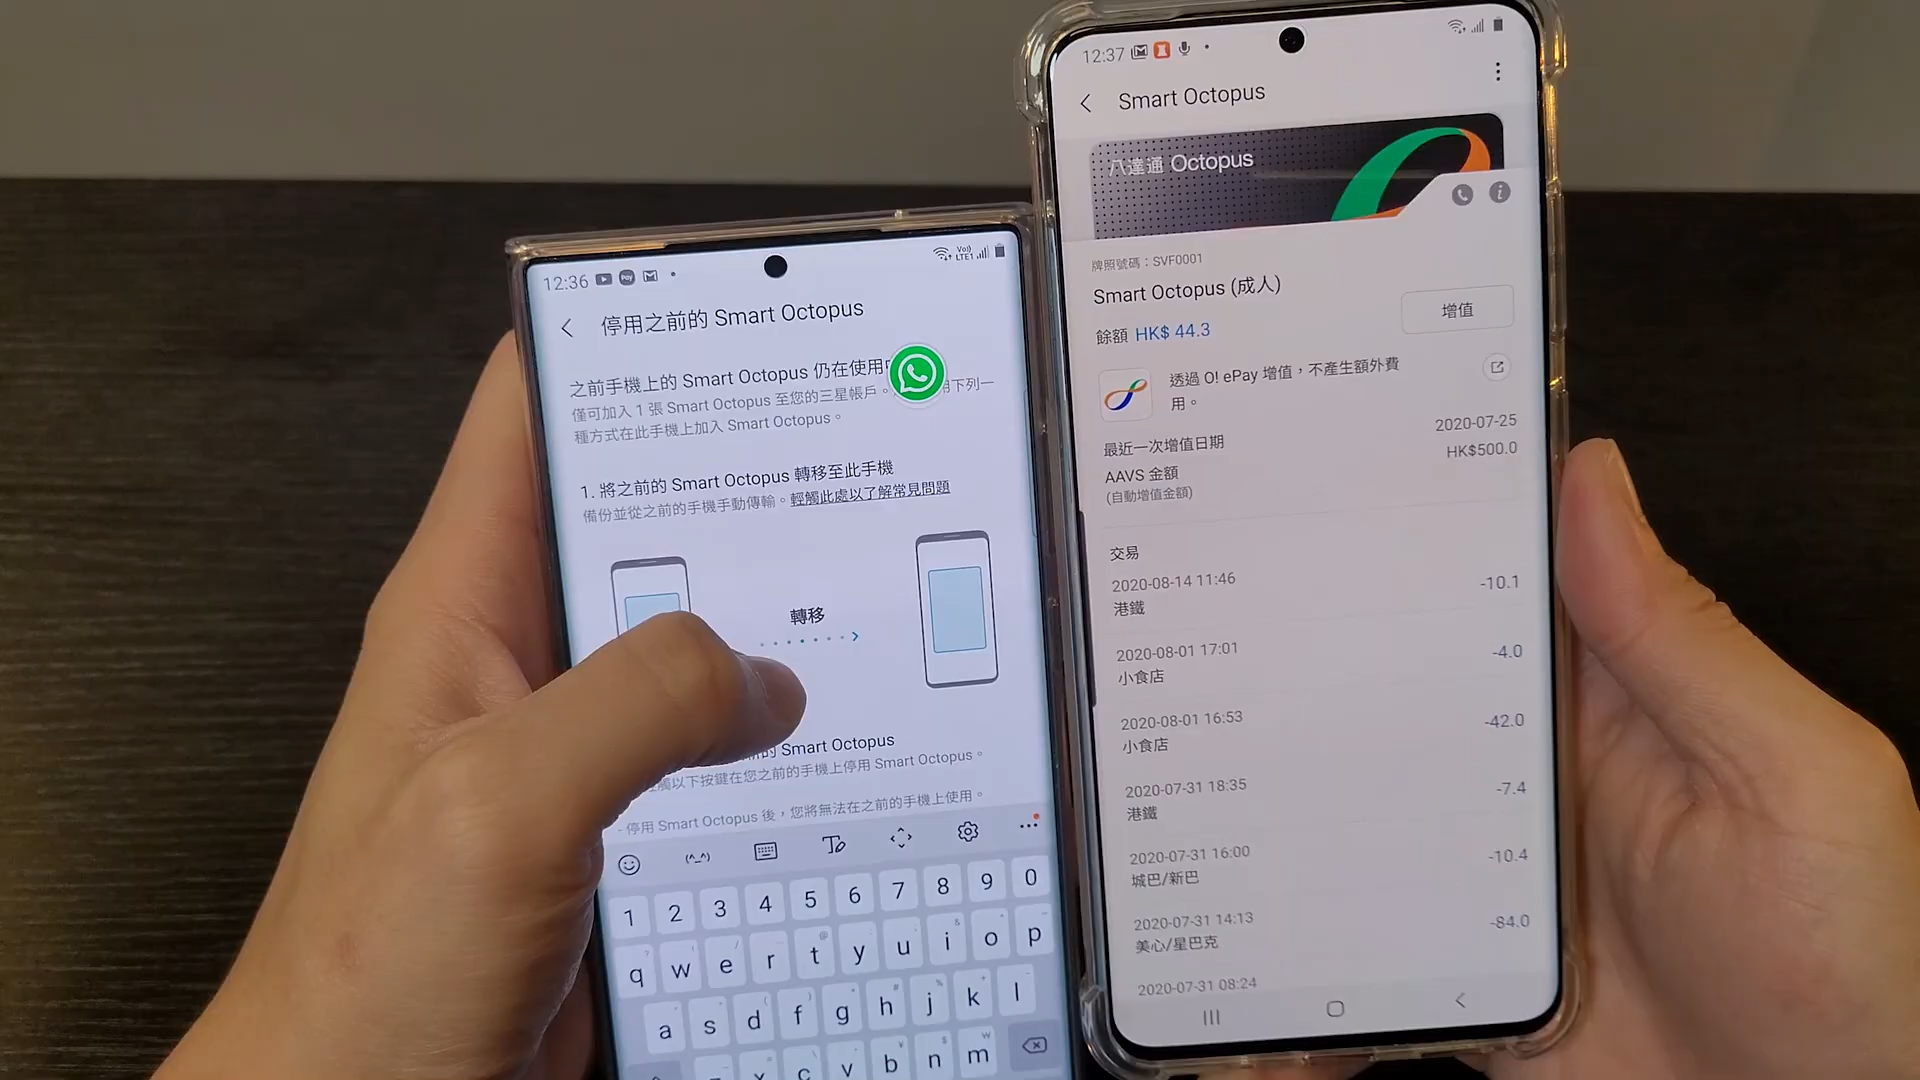 12:36
VoLTE1
停用之前的 Smart Octopus
之前手機上的 Smart Octopus 仍在使用
僅可加入 1 張 Smart Octopus 至您的三星帳戶。 用下列一
種方式在此手機上加入 Smart Octopus。
1. 將之前的 Smart Octopus 轉移至此手機
備份並從之前的手機手動傳輸。輕觸此處以了解常見問題
轉移
的 Smart Octopus
觸以下按鍵在您之前的手機上停用 Smart Octopus。
- 停用 Smart Octopus 後，您將無法在之前的手機上使用。
1 2 3 4 5 6 7 8 9 0
q w e r t y u i o p
a s d f g h j k l
x c v b n m
12:37
Smart Octopus
八達通 Octopus
牌照號碼：SVF0001
Smart Octopus (成人)
增值
餘額 HK$ 44.3
透過 O! ePay 增值，不產生額外費
用。
最近一次增值日期 2020-07-25
AAVS 金額 HK$500.0
(自動增值金額)
交易
2020-08-14 11:46 -10.1
港鐵
2020-08-01 17:01 -4.0
小食店
2020-08-01 16:53 -42.0
小食店
2020-07-31 18:35 -7.4
港鐵
2020-07-31 16:00 -10.4
城巴/新巴
2020-07-31 14:13 -84.0
美心/星巴克
2020-07-31 08:24